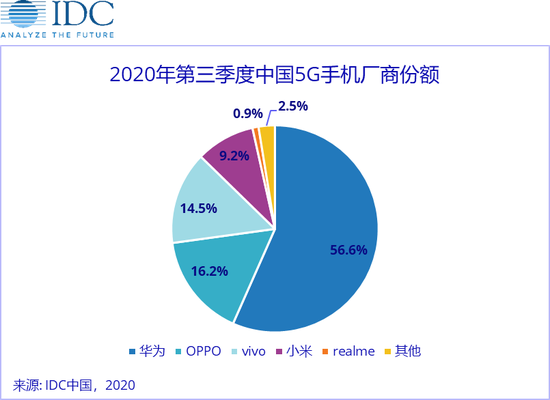 IDC
ANALYZE THE FUTURE
2020年第三季度中国5G手机厂商份额
0.9%
2.5%
9.2%
14.5%
16.2%
56.6%
华为 OPPO vivo 小米 realme 其他
来源: IDC中国，2020